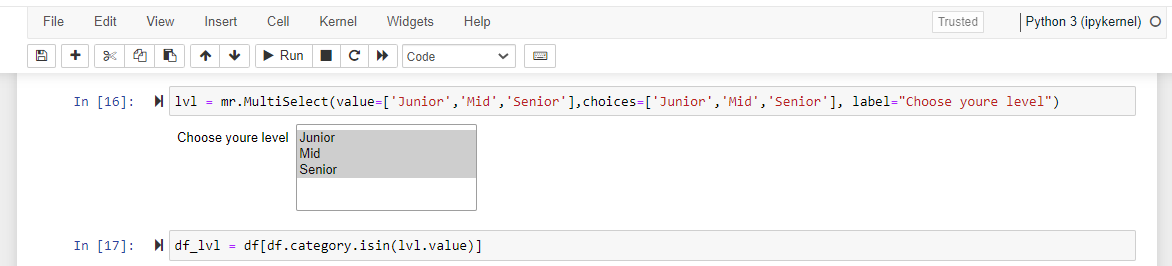 File Edit View Insert Cell Kernel Widgets Help Trusted Python 3 (ipykernel)
Run Code
In [16]: lvl = mr.MultiSelect(value=['Junior','Mid','Senior'],choices=['Junior','Mid','Senior'], label="Choose youre level")
Choose youre level Junior
Mid
Senior
In [17]: df_lvl = df[df.category.isin(lvl.value)]